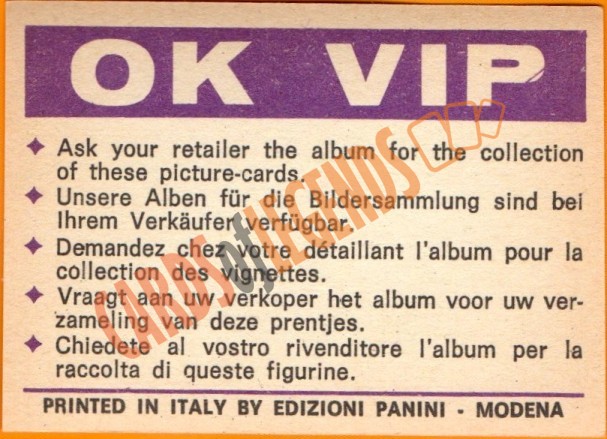 OK VIP
✦ Ask your retailer the album for the collection
of these picture-cards.
✦ Unsere Alben für die Bildersammlung sind bei
Ihrem Verkäufer verfügbar.
✦ Demandez chez votre détaillant l'album pour la
collection des vignettes.
✦ Vraagt aan uw verkoper het album voor uw ver-
zameling van deze prentjes.
✦ Chiedete al vostro rivenditore l'album per la
raccolta di queste figurine.
PRINTED IN ITALY BY EDIZIONI PANINI - MODENA
CARDS of LEGENDS